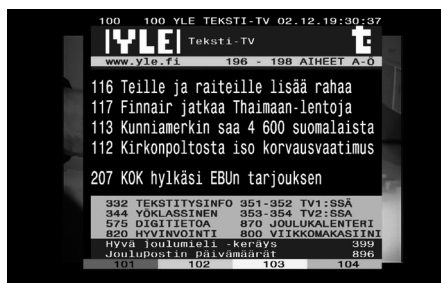 100 100 YLE TEKSTI-TV 02.12.19:30:37
YLE Teksti-TV t:
www.yle.fi 196 - 198 AIHEET A-Ö
116 Teille ja raiteille lisää rahaa
117 Finnair jatkaa Thaimaan-lentoja
113 Kunniamerkin saa 4 600 suomalaista
112 Kirkonpoltosta iso korvausvaatimus
207 KOK hylkäsi EBUn tarjouksen
332 TEKSTITYSINFO 351-352 TV1:SSÄ
344 YÖKLASSINEN 353-354 TV2:SSA
575 DIGITIETOA 870 JOULUKALENTERI
820 HYVINVOINTI 800 VIIKKOMAKASIINI
Hyvä joulumieli -keräys 399
Joulupostin päivämäärät 896
101 102 103 104